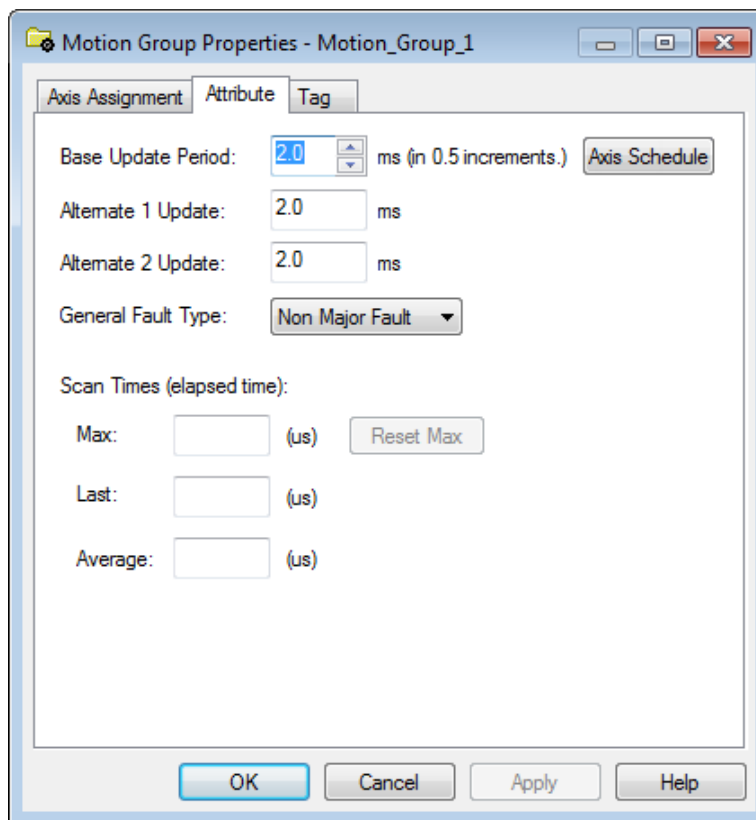 Motion Group Properties - Motion_Group_1
Axis Assignment Attribute Tag
Base Update Period: 2.0 ms (in 0.5 increments.) Axis Schedule
Alternate 1 Update: 2.0 ms
Alternate 2 Update: 2.0 ms
General Fault Type: Non Major Fault
Scan Times (elapsed time):
Max: (us) Reset Max
Last: (us)
Average: (us)
OK Cancel Apply Help